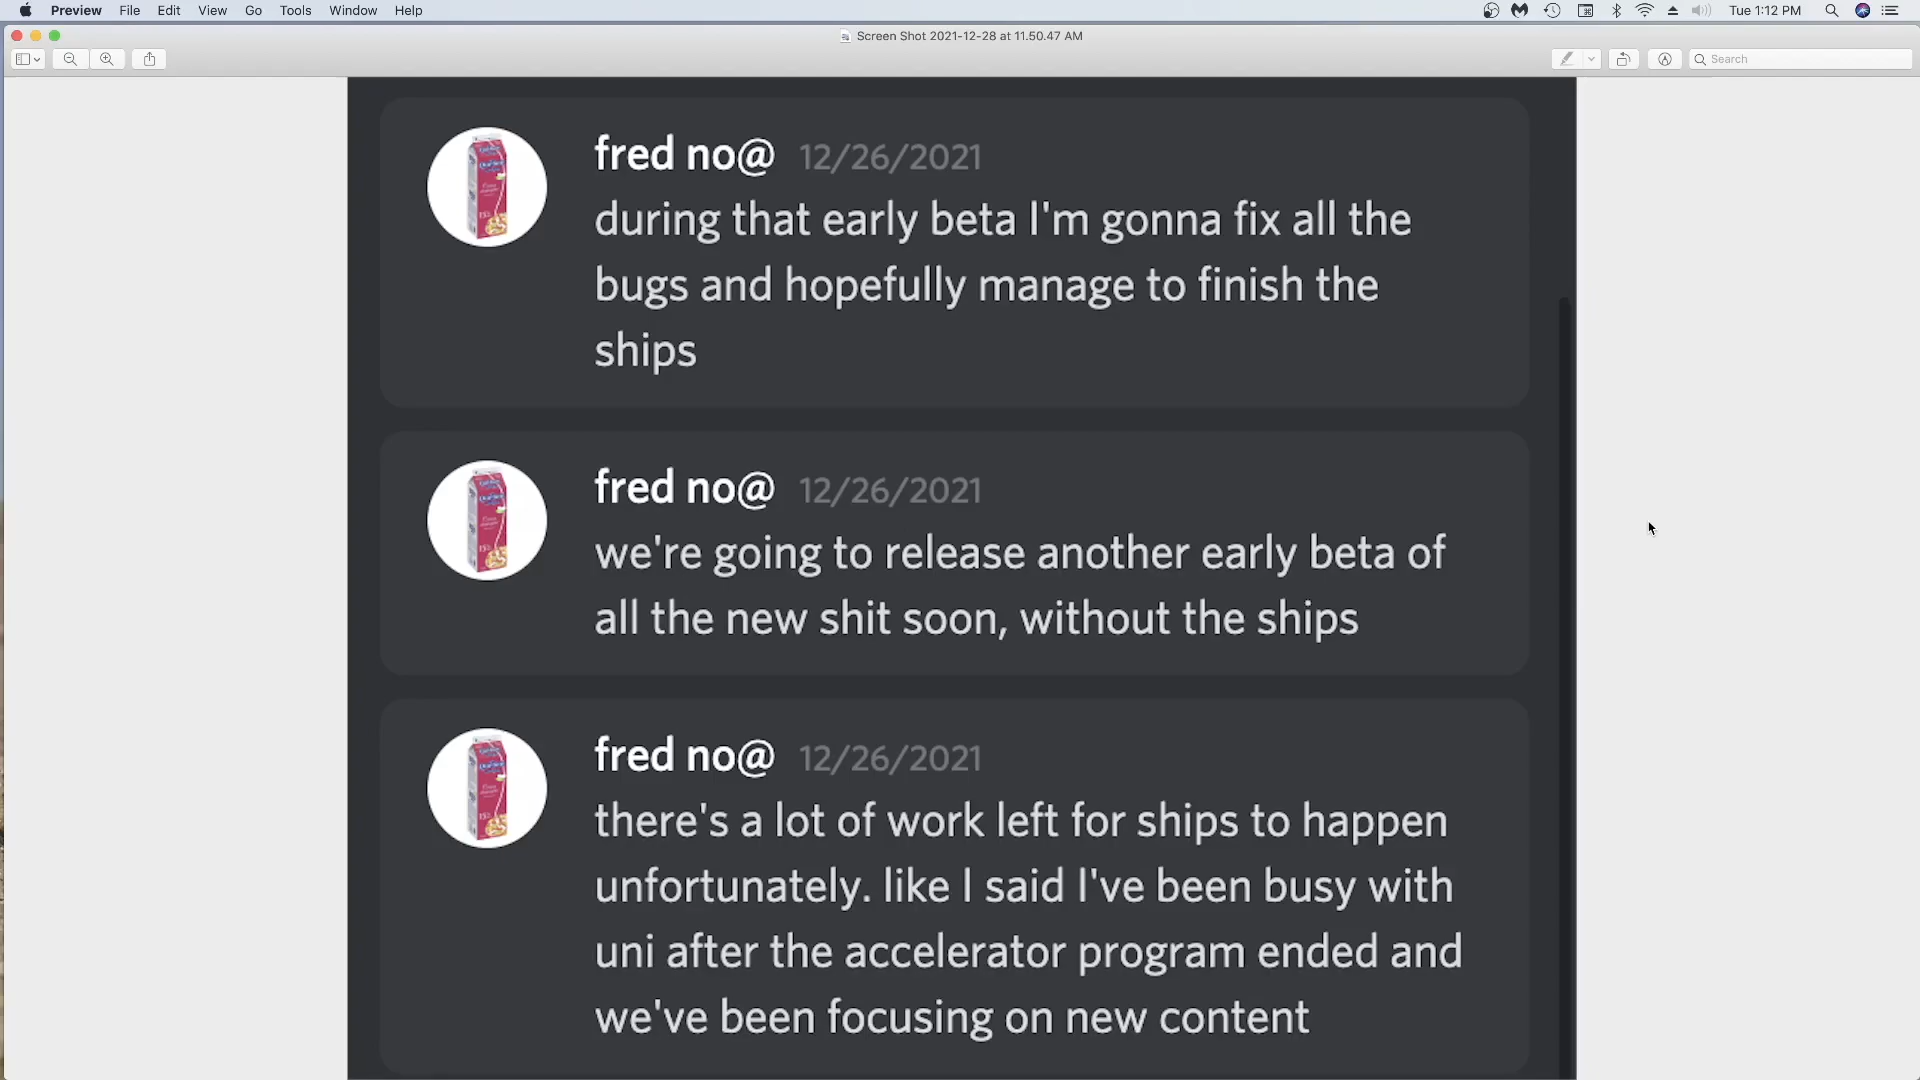 Preview File Edit View Go Tools Window Help Tue 1:12 PM
Screen Shot 2021-12-28 at 11.50.47 AM
Search
fred no@ 12/26/2021
during that early beta I'm gonna fix all the
bugs and hopefully manage to finish the
ships
fred no@ 12/26/2021
we're going to release another early beta of
all the new shit soon, without the ships
fred no@ 12/26/2021
there's a lot of work left for ships to happen
unfortunately. like I said I've been busy with
uni after the accelerator program ended and
we've been focusing on new content